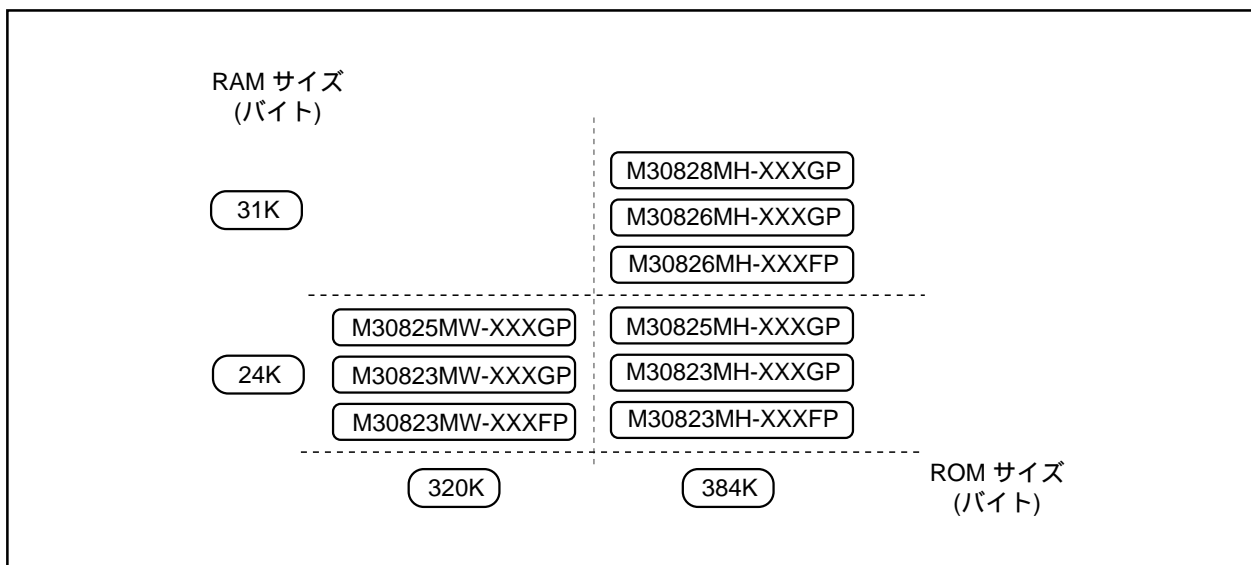 RAM サイズ
(バイト)
M30828MH-XXXGP
31K
M30826MH-XXXGP
M30826MH-XXXFP
M30825MW-XXXGP
M30825MH-XXXGP
24K
M30823MW-XXXGP
M30823MH-XXXGP
M30823MW-XXXFP
M30823MH-XXXFP
320K
384K
ROM サイズ
(バイト)